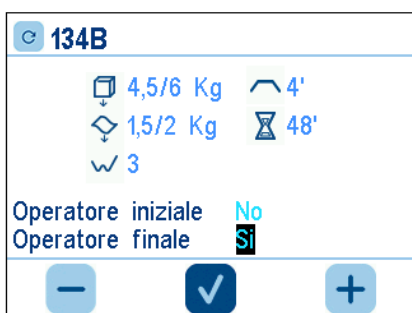 134B
4,5/6 Kg 4'
1,5/2 Kg 48'
3
Operatore iniziale No
Operatore finale Si